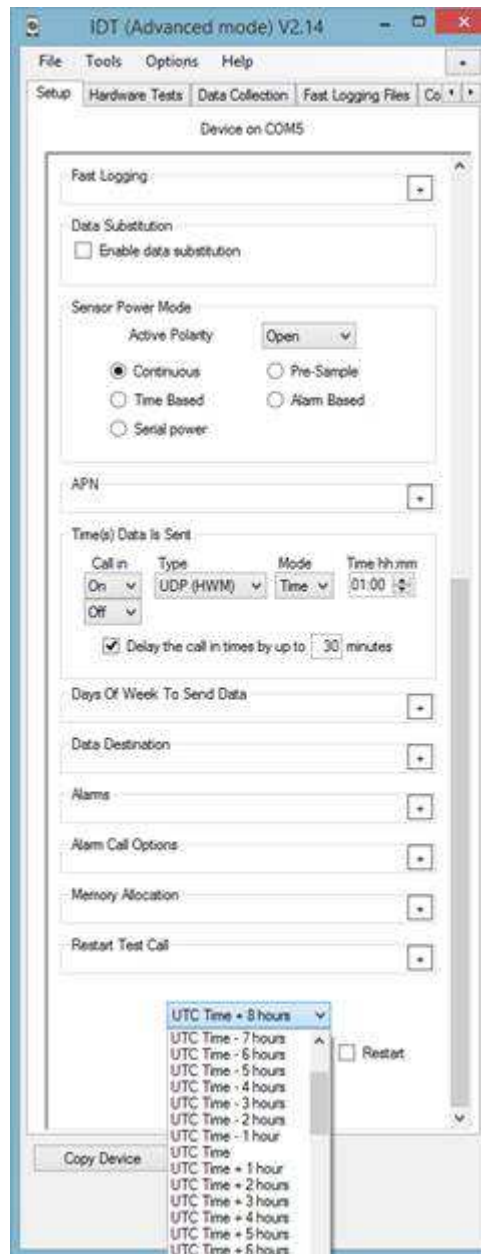 IDT (Advanced mode) V2.14
File Tools Options Help
Setup Hardware Tests Data Collection Fast Logging Files Co
Device on COM5
Fast Logging
Data Substitution
Enable data substitution
Sensor Power Mode
Active Polarity Open
Continuous Pre-Sample
Time Based Alarm Based
Serial power
APN
Time(s) Data Is Sent
Call in Type Mode Time hh:mm
On UDP (HWM) Time 01:00
Off
Delay the call in times by up to 30 minutes
Days Of Week To Send Data
Data Destination
Alarms
Alarm Call Options
Memory Allocation
Restart Test Call
UTC Time + 8 hours
UTC Time - 7 hours
UTC Time - 6 hours
Restart
UTC Time - 5 hours
UTC Time - 4 hours
UTC Time - 3 hours
UTC Time - 2 hours
UTC Time - 1 hour
UTC Time
Copy Device
UTC Time + 1 hour
UTC Time + 2 hours
UTC Time + 3 hours
UTC Time + 4 hours
UTC Time + 5 hours
UTC Time + 6 hours